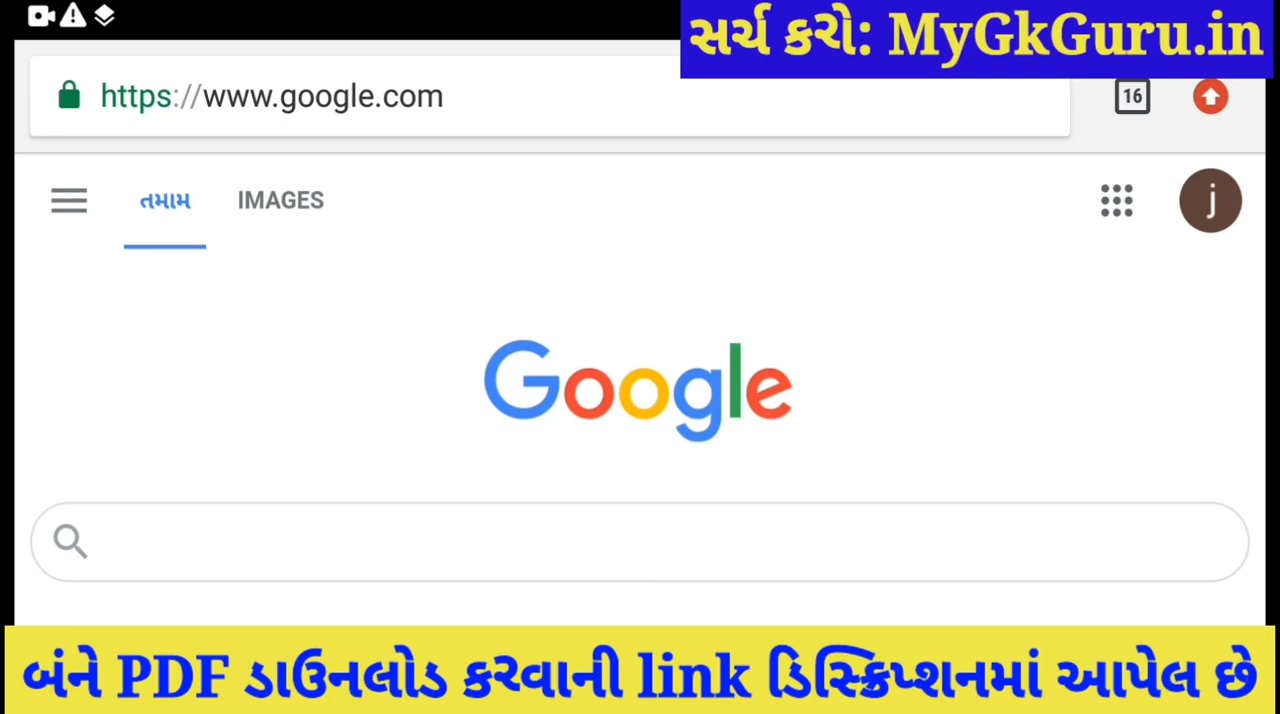 સર્ચ કરો: MyGkGuru.in
https://www.google.com
16
તમામ IMAGES
j
Google
બંને PDF ડાઉનલોડ કરવાની link ડિસ્ક્રિપ્શનમાં આપેલ છે